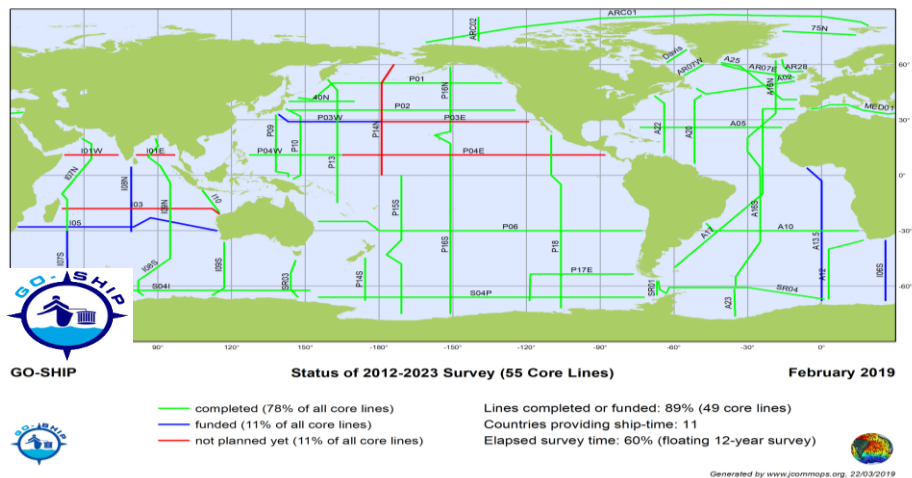 ARC01
ARC02
75N
Davis
A25
AR07W
AR07E
AR28
A02
A16N
60°
P01
P16N
40N
P02
P03W
P03E
P09
P10
P14N
P13
A22
A20
A05
MED01
30°
I01W
I01E
P04W
P04E
I07N
I08N
I09N
I10
0°
I03
I05
P15S
P16S
P06
P18
A16S
A17
A10
A13.5
-30°
I07S
I08S
I09S
SR03
P14S
P17E
A12
I06S
S04I
S04P
SR01
A23
SR04
-60°
90°
120°
150°
-180°
-150°
-120°
-90°
-60°
-30°
0°
30°
GO-SHIP
GO-SHIP
Status of 2012-2023 Survey (55 Core Lines)
February 2019
completed (78% of all core lines)
funded (11% of all core lines)
not planned yet (11% of all core lines)
Lines completed or funded: 89% (49 core lines)
Countries providing ship-time: 11
Elapsed survey time: 60% (floating 12-year survey)
GO-SHIP
Generated by www.jcommops.org, 22/03/2019